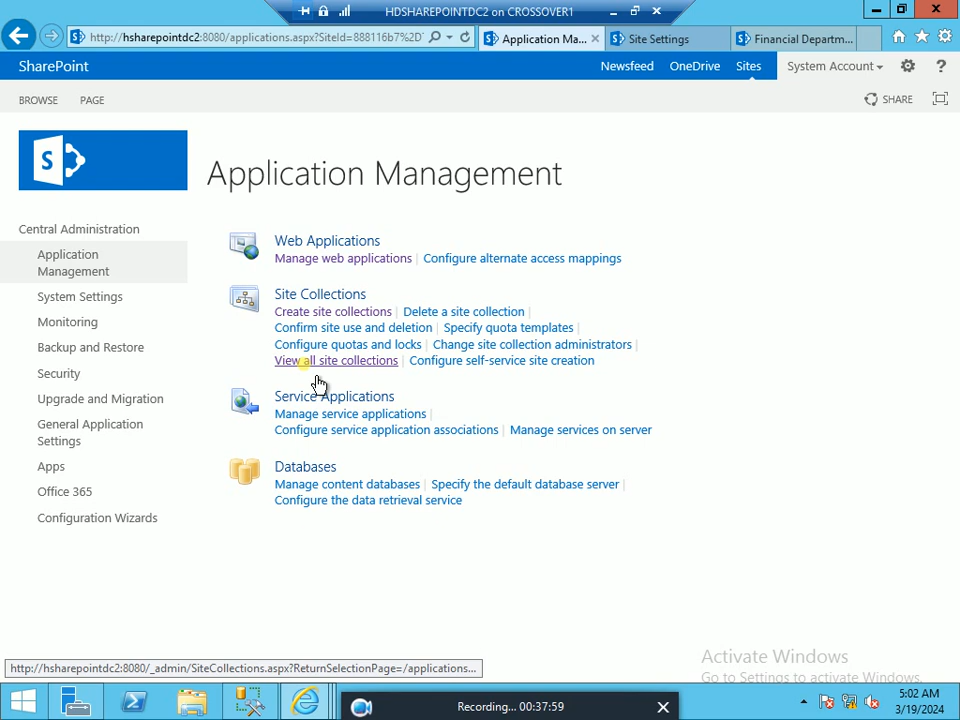 HDSHAREPOINTDC2 on CROSSOVER1
http://hsharepointdc2:8080/applications.aspx?SiteId=888116b7%2D
Application Ma...
Site Settings
Financial Departm...
SharePoint
Newsfeed
OneDrive
Sites
System Account
?
BROWSE
PAGE
SHARE
S
Application Management
Central Administration
Application
Management
System Settings
Monitoring
Backup and Restore
Security
Upgrade and Migration
General Application
Settings
Apps
Office 365
Configuration Wizards
Web Applications
Manage web applications | Configure alternate access mappings
Site Collections
Create site collections | Delete a site collection |
Confirm site use and deletion | Specify quota templates |
Configure quotas and locks | Change site collection administrators |
View all site collections | Configure self-service site creation
Service Applications
Manage service applications |
Configure service application associations | Manage services on server
Databases
Manage content databases | Specify the default database server |
Configure the data retrieval service
http://hsharepointdc2:8080/_admin/SiteCollections.aspx?ReturnSelectionPage=/applications...
Activate Windows
Go to Settings to activate Windows.
Recording... 00:37:59
5:02 AM
3/19/2024